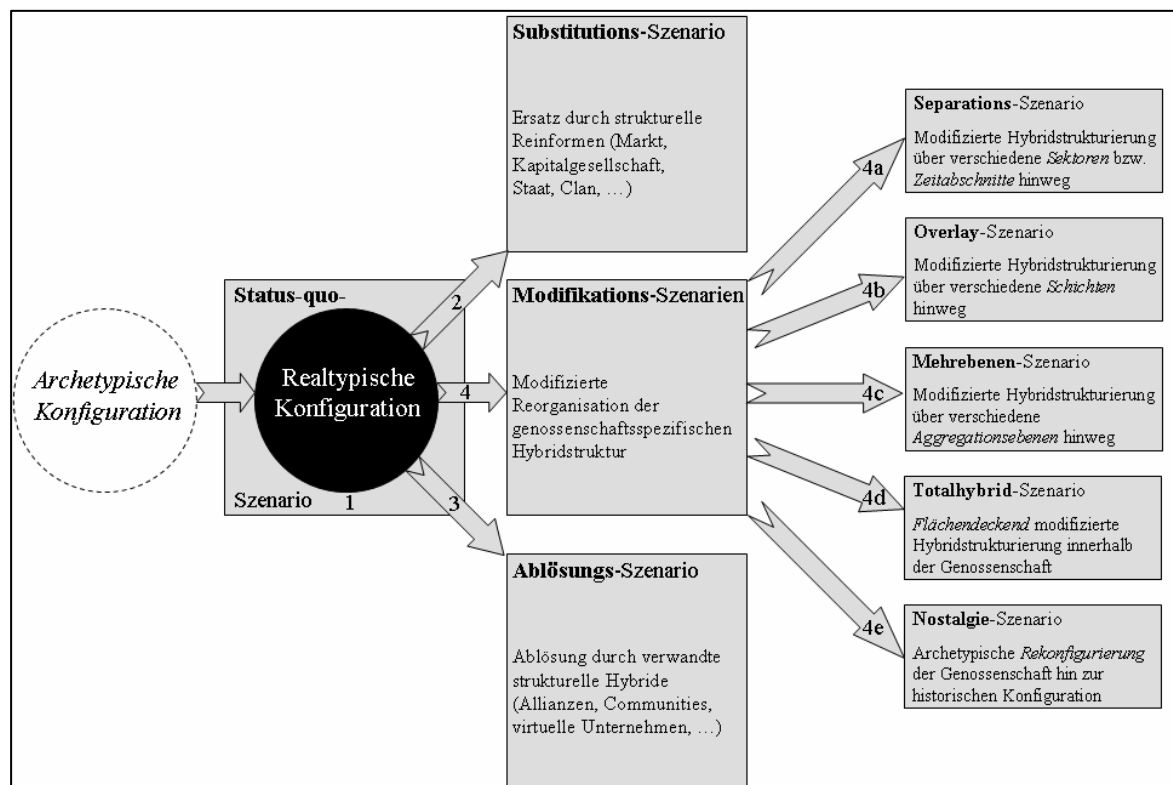 Archetypische
Konfiguration
Status-quo-
Realtypische
Konfiguration
Szenario
1
2
4
3
Substitutions-Szenario
Ersatz durch strukturelle
Reinformen (Markt,
Kapitalgesellschaft,
Staat, Clan, …)
Modifikations-Szenarien
Modifizierte
Reorganisation der
genossenschaftsspezifischen
Hybridstruktur
Ablösungs-Szenario
Ablösung durch verwandte
strukturelle Hybride
(Allianzen, Communities,
virtuelle Unternehmen, …)
4a
Separations-Szenario
Modifizierte Hybridstrukturierung
über verschiedene Sektoren bzw.
Zeitabschnitte hinweg
4b
Overlay-Szenario
Modifizierte Hybridstrukturierung
über verschiedene Schichten
hinweg
4c
Mehrebenen-Szenario
Modifizierte Hybridstrukturierung
über verschiedene
Aggregationsebenen hinweg
4d
Totalhybrid-Szenario
Flächendeckend modifizierte
Hybridstrukturierung innerhalb
der Genossenschaft
4e
Nostalgie-Szenario
Archetypische Rekonfigurierung
der Genossenschaft hin zur
historischen Konfiguration